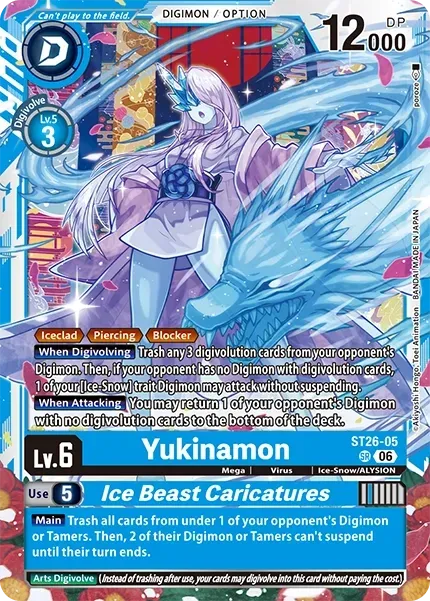 Can't play to the field.
DIGIMON / OPTION
12000 DP
Digivolve
Lv.5
3
poroze
©Akiyoshi Hongo, Toei Animation BANDAI MADE IN JAPAN
Iceclad Piercing Blocker
When Digivolving Trash any 3 digivolution cards from your opponent's
Digimon. Then, if your opponent has no Digimon with digivolution cards,
1 of your [Ice-Snow] trait Digimon may attack without suspending.
When Attacking You may return 1 of your opponent's Digimon
with no digivolution cards to the bottom of the deck.
Lv.6
Yukinamon
ST26-05
SR 06
Mega Virus Ice-Snow/ALYSION
Use 5
Ice Beast Caricatures
Main Trash all cards from under 1 of your opponent's Digimon
or Tamers. Then, 2 of their Digimon or Tamers can't suspend
until their turn ends.
Arts Digivolve (Instead of trashing after use, your cards may digivolve into this card without paying the cost.)